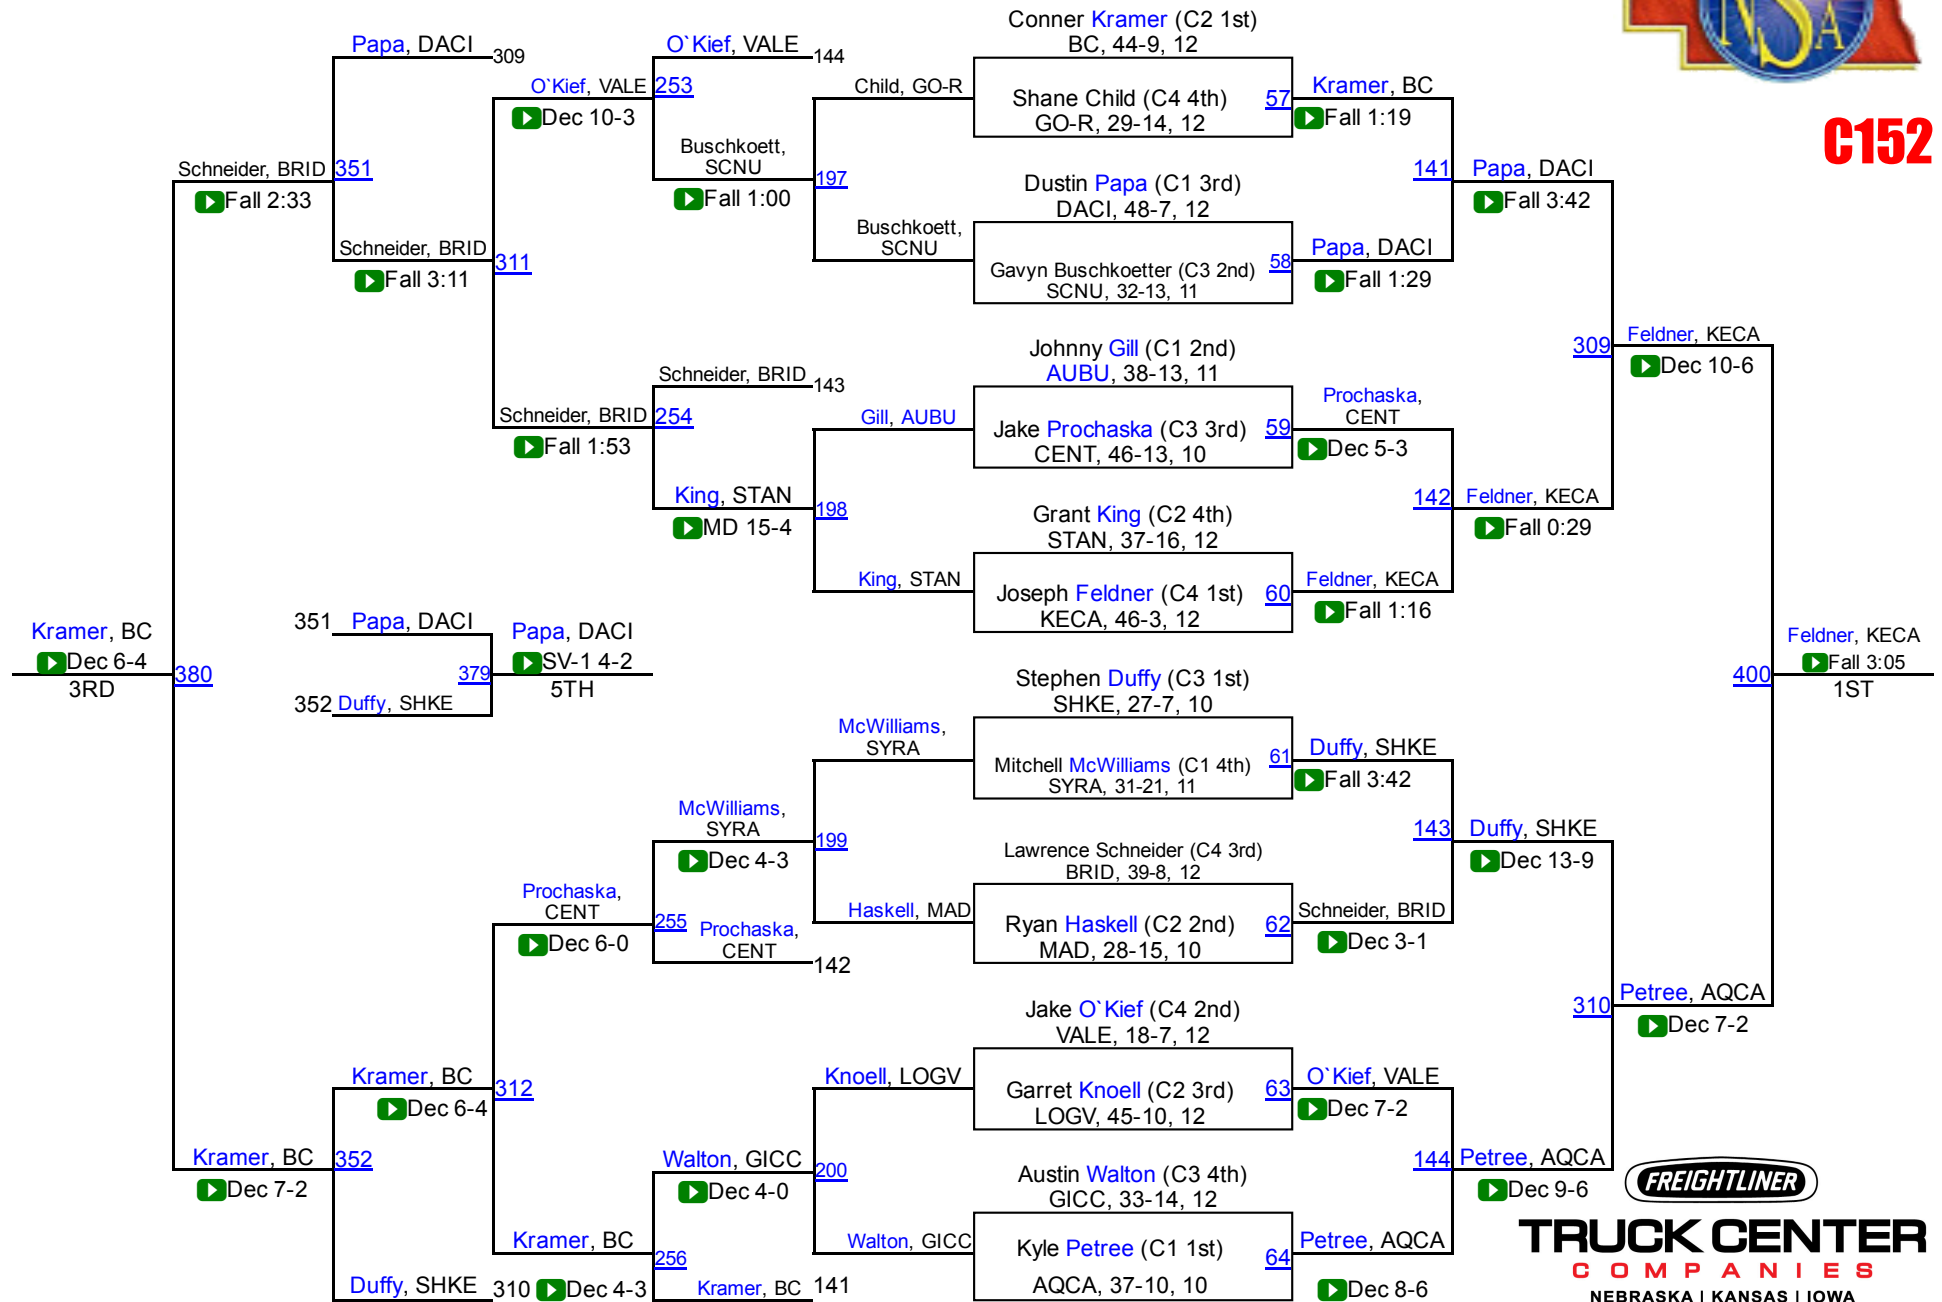 NSA
C152
Conner Kramer (C2 1st)
BC, 44-9, 12
Shane Child (C4 4th)
GO-R, 29-14, 12
57
Dustin Papa (C1 3rd)
DACI, 48-7, 12
Gavyn Buschkoetter (C3 2nd)
SCNU, 32-13, 11
58
Johnny Gill (C1 2nd)
AUBU, 38-13, 11
Jake Prochaska (C3 3rd)
CENT, 46-13, 10
59
Grant King (C2 4th)
STAN, 37-16, 12
Joseph Feldner (C4 1st)
KECA, 46-3, 12
60
Stephen Duffy (C3 1st)
SHKE, 27-7, 10
Mitchell McWilliams (C1 4th)
SYRA, 31-21, 11
61
Lawrence Schneider (C4 3rd)
BRID, 39-8, 12
Ryan Haskell (C2 2nd)
MAD, 28-15, 10
62
Jake O`Kief (C4 2nd)
VALE, 18-7, 12
Garret Knoell (C2 3rd)
LOGV, 45-10, 12
63
Austin Walton (C3 4th)
GICC, 33-14, 12
Kyle Petree (C1 1st)
AQCA, 37-10, 10
64
Kramer, BC
Fall 1:19
Papa, DACI
Fall 1:29
Prochaska,
CENT
Dec 5-3
Feldner, KECA
Fall 1:16
Duffy, SHKE
Fall 3:42
Schneider, BRID
Dec 3-1
O`Kief, VALE
Dec 7-2
Petree, AQCA
Dec 8-6
141
Papa, DACI
Fall 3:42
142
Feldner, KECA
Fall 0:29
143
Duffy, SHKE
Dec 13-9
144
Petree, AQCA
Dec 9-6
309
Feldner, KECA
Dec 10-6
310
Petree, AQCA
Dec 7-2
400
Feldner, KECA
Fall 3:05
1ST
Child, GO-R
Buschkoett,
SCNU
197
Gill, AUBU
King, STAN
198
McWilliams,
SYRA
Haskell, MAD
199
Knoell, LOGV
Walton, GICC
200
O`Kief, VALE
144
Buschkoett,
SCNU
Fall 1:00
253
Schneider, BRID
143
King, STAN
MD 15-4
254
McWilliams,
SYRA
Dec 4-3
255
Prochaska,
CENT
142
Walton, GICC
Dec 4-0
256
Kramer, BC
141
O`Kief, VALE
Dec 10-3
Schneider, BRID
Fall 1:53
311
Prochaska,
CENT
Dec 6-0
Kramer, BC
Dec 4-3
312
Papa, DACI
309
Schneider, BRID
Fall 3:11
351
Kramer, BC
Dec 6-4
Duffy, SHKE
310
352
Schneider, BRID
Fall 2:33
Kramer, BC
Dec 7-2
380
Kramer, BC
Dec 6-4
3RD
351
Papa, DACI
352
Duffy, SHKE
379
Papa, DACI
SV-1 4-2
5TH
FREIGHTLINER
TRUCK CENTER
COMPANIES
NEBRASKA | KANSAS | IOWA